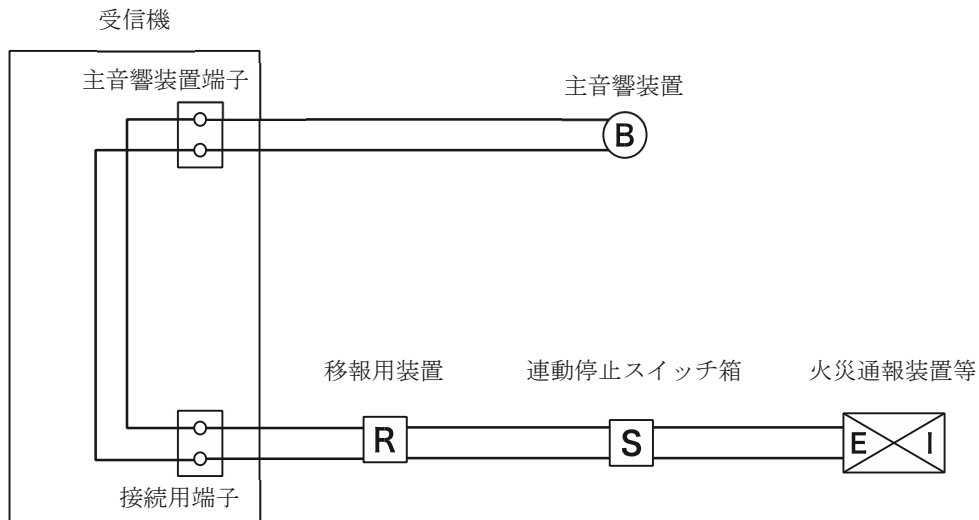 受信機
主音響装置端子
主音響装置
B
移報用装置
連動停止スイッチ箱
火災通報装置等
R
S
E I
接続用端子